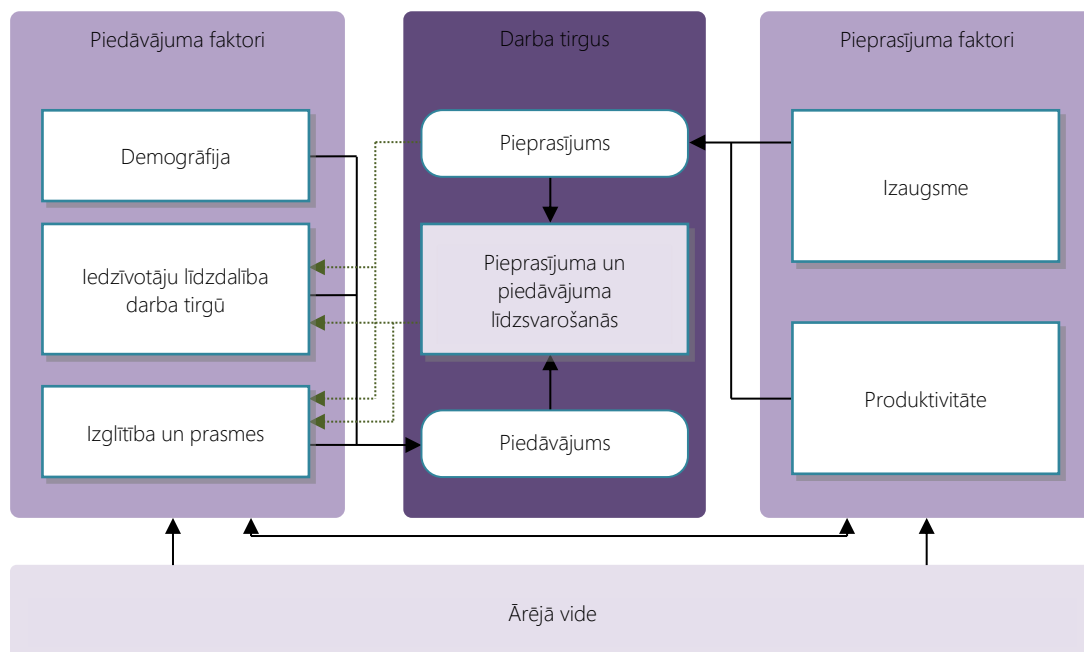 Piedāvājuma faktori
Demogrāfija
Iedzīvotāju līdzdalība
darba tirgū
Izglītība un prasmes
Darba tirgus
Pieprasījums
Pieprasījuma un
piedāvājuma
līdzsvarošanās
Piedāvājums
Pieprasījuma faktori
Izaugsme
Produktivitāte
Ārējā vide